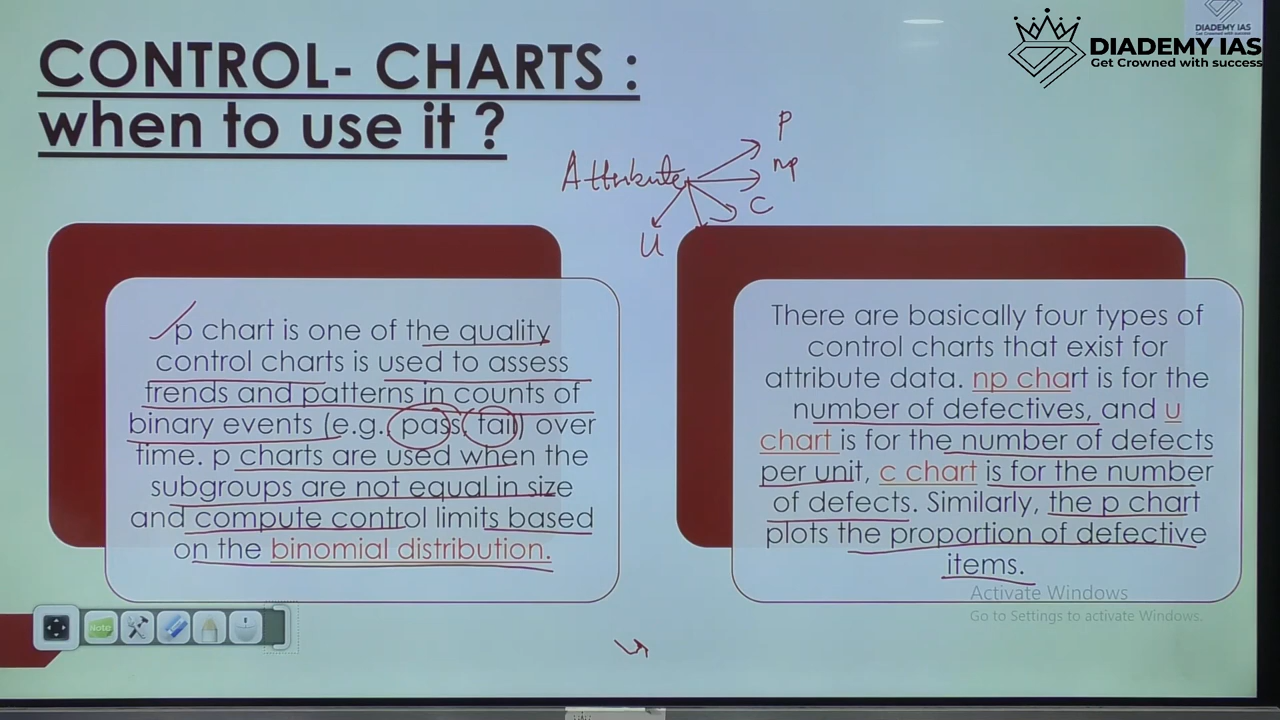 CONTROL- CHARTS :
when to use it ?
DIADEMY IAS
Get Crowned with success
DIADEMY IAS
Get Crowned with success
Attribute
p
np
C
U
p chart is one of the quality
control charts is used to assess
trends and patterns in counts of
binary events (e.g., pass, fail) over
time. p charts are used when the
subgroups are not equal in size
and compute control limits based
on the binomial distribution.
There are basically four types of
control charts that exist for
attribute data. np chart is for the
number of defectives, and u
chart is for the number of defects
per unit, c chart is for the number
of defects. Similarly, the p chart
plots the proportion of defective
items.
Activate Windows
Go to Settings to activate Windows.
Note